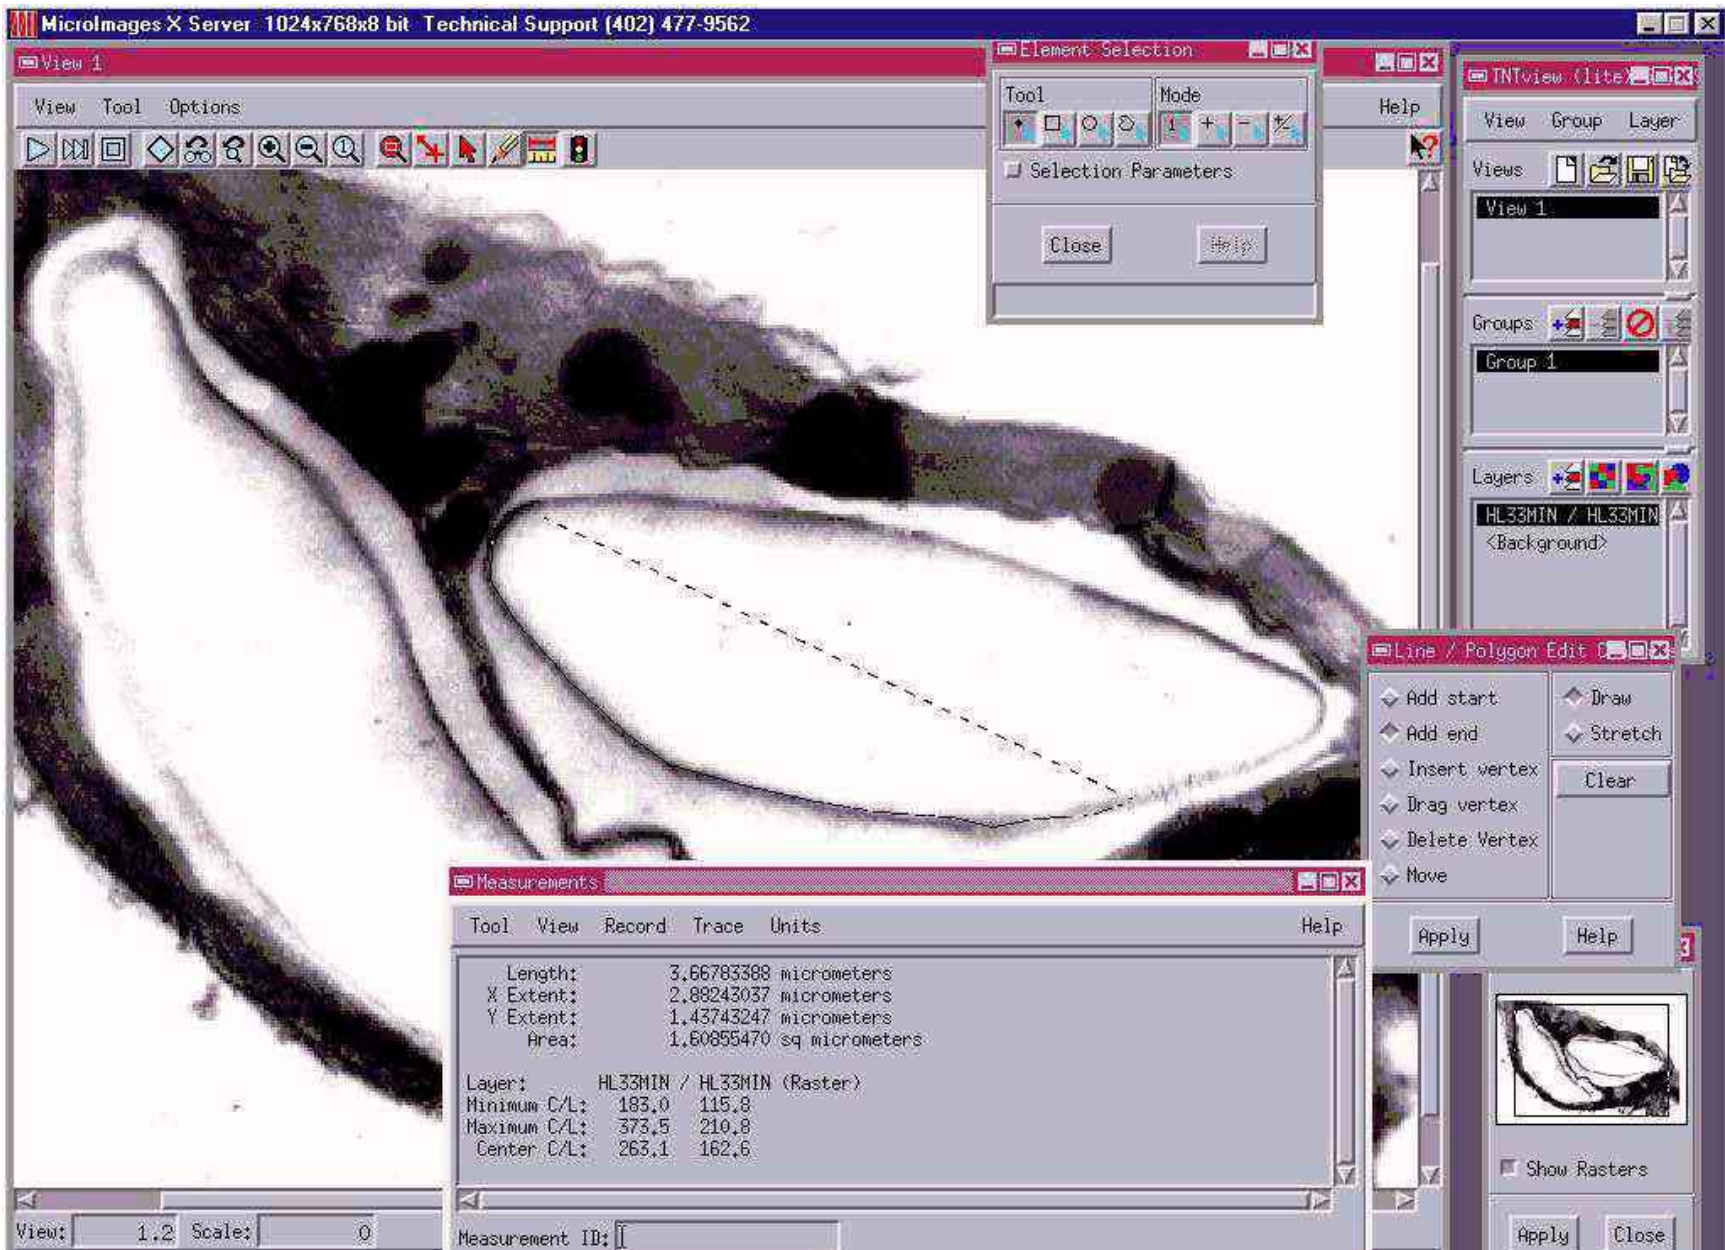 MicroImages X Server 1024x768x8 bit Technical Support (402) 477-9562
View 1
View Tool Options Help
Element Selection
Tool Mode
Selection Parameters
Close Help
TNTview (lite)
View Group Layer
Views
View 1
Groups
Group 1
Layers
HL33MIN / HL33MIN
<Background>
Line / Polygon Edit
Add start Draw
Add end Stretch
Insert vertex Clear
Drag vertex
Delete Vertex
Move
Apply Help
Measurements
Tool View Record Trace Units Help
Length: 3.66783388 micrometers
X Extent: 2.88243037 micrometers
Y Extent: 1.43743247 micrometers
Area: 1.60855470 sq micrometers
Layer: HL33MIN / HL33MIN (Raster)
Minimum C/L: 183.0 115.8
Maximum C/L: 373.5 210.8
Center C/L: 263.1 162.6
Measurement ID:
Show Rasters
Apply Close
View: 1.2 Scale: 0